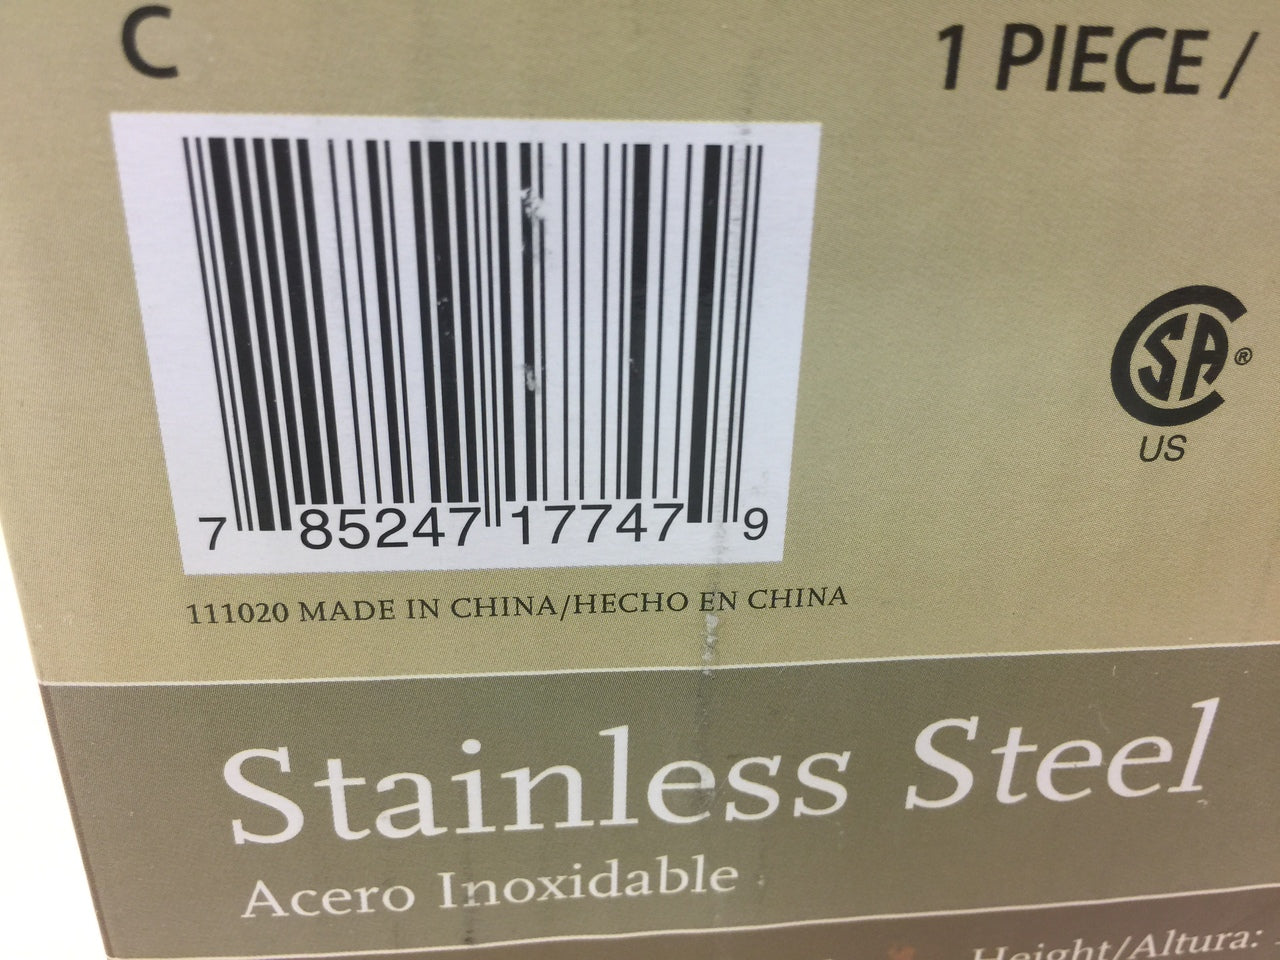 C
1 PIECE /
7 85247 17747 9
CSA®
US
111020 MADE IN CHINA/HECHO EN CHINA
Stainless Steel
Acero Inoxidable
Height/Altura: